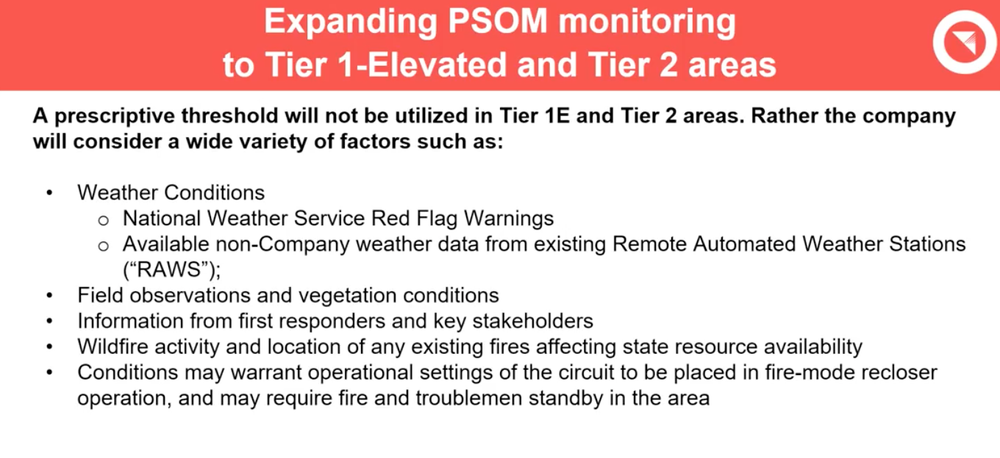 Expanding PSOM monitoring
to Tier 1-Elevated and Tier 2 areas
A prescriptive threshold will not be utilized in Tier 1E and Tier 2 areas. Rather the company
will consider a wide variety of factors such as:
• Weather Conditions
o National Weather Service Red Flag Warnings
o Available non-Company weather data from existing Remote Automated Weather Stations
(“RAWS”);
• Field observations and vegetation conditions
• Information from first responders and key stakeholders
• Wildfire activity and location of any existing fires affecting state resource availability
• Conditions may warrant operational settings of the circuit to be placed in fire-mode recloser
operation, and may require fire and troublemen standby in the area